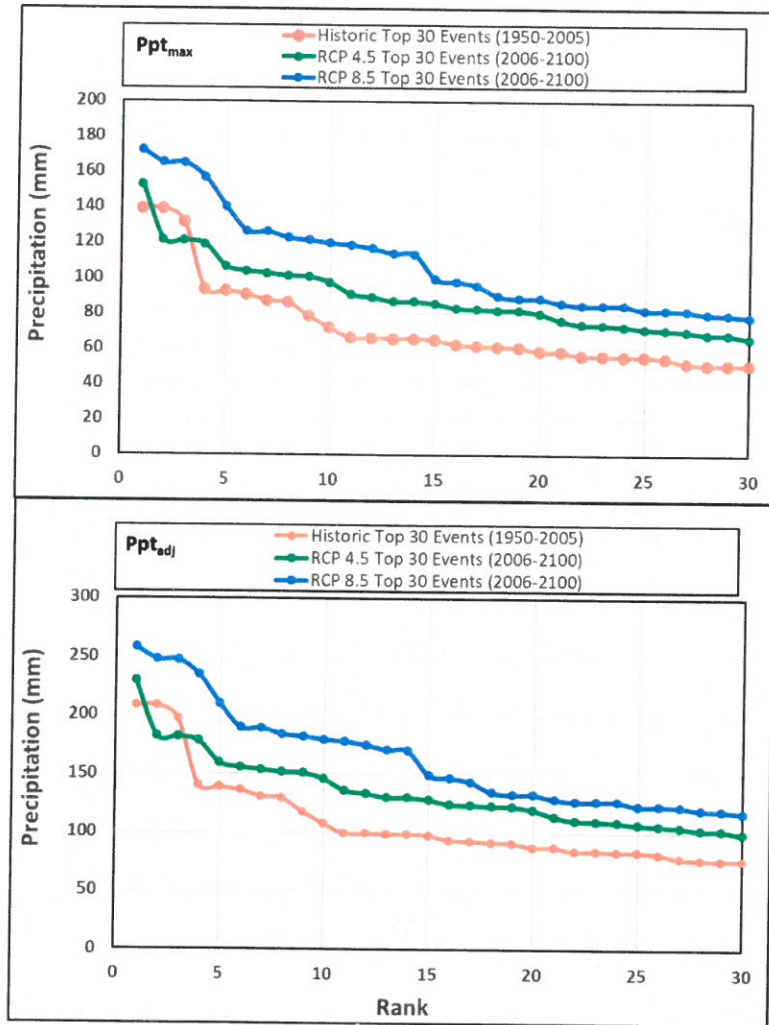 Ppt_max
Historic Top 30 Events (1950-2005)
RCP 4.5 Top 30 Events (2006-2100)
RCP 8.5 Top 30 Events (2006-2100)
Precipitation (mm)
200
180
160
140
120
100
80
60
40
20
0
0 5 10 15 20 25 30
Ppt_adj
Historic Top 30 Events (1950-2005)
RCP 4.5 Top 30 Events (2006-2100)
RCP 8.5 Top 30 Events (2006-2100)
Precipitation (mm)
300
250
200
150
100
50
0
0 5 10 15 20 25 30
Rank